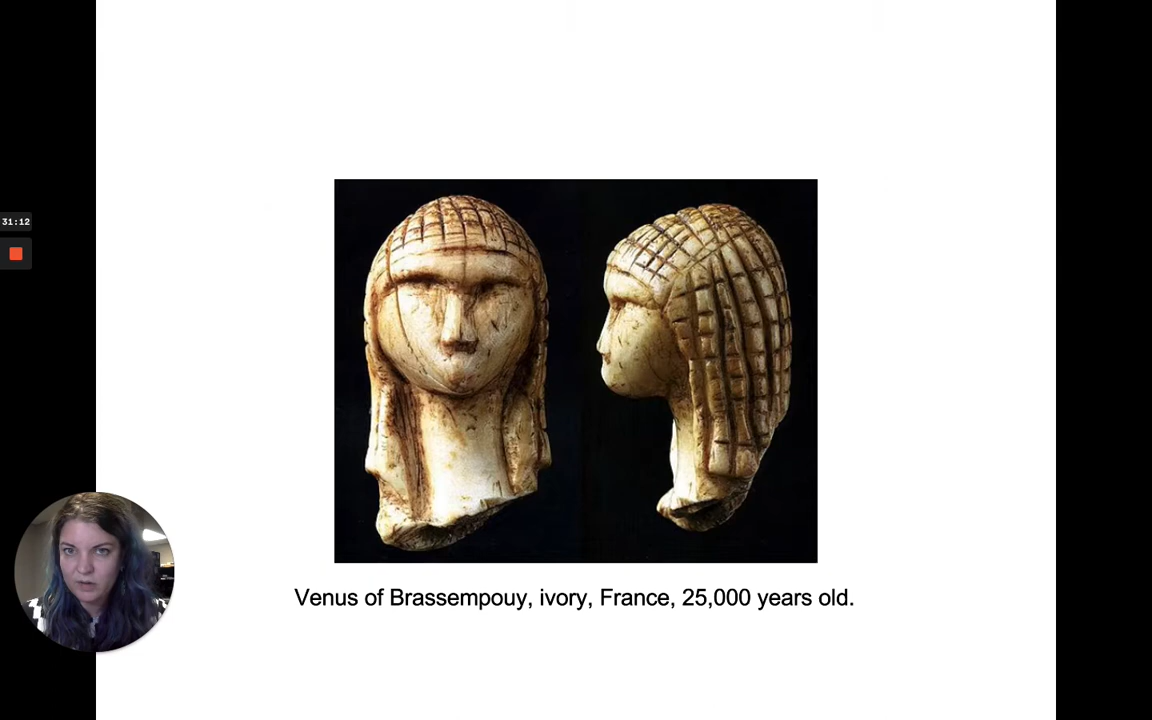 31:12
Venus of Brassempouy, ivory, France, 25,000 years old.